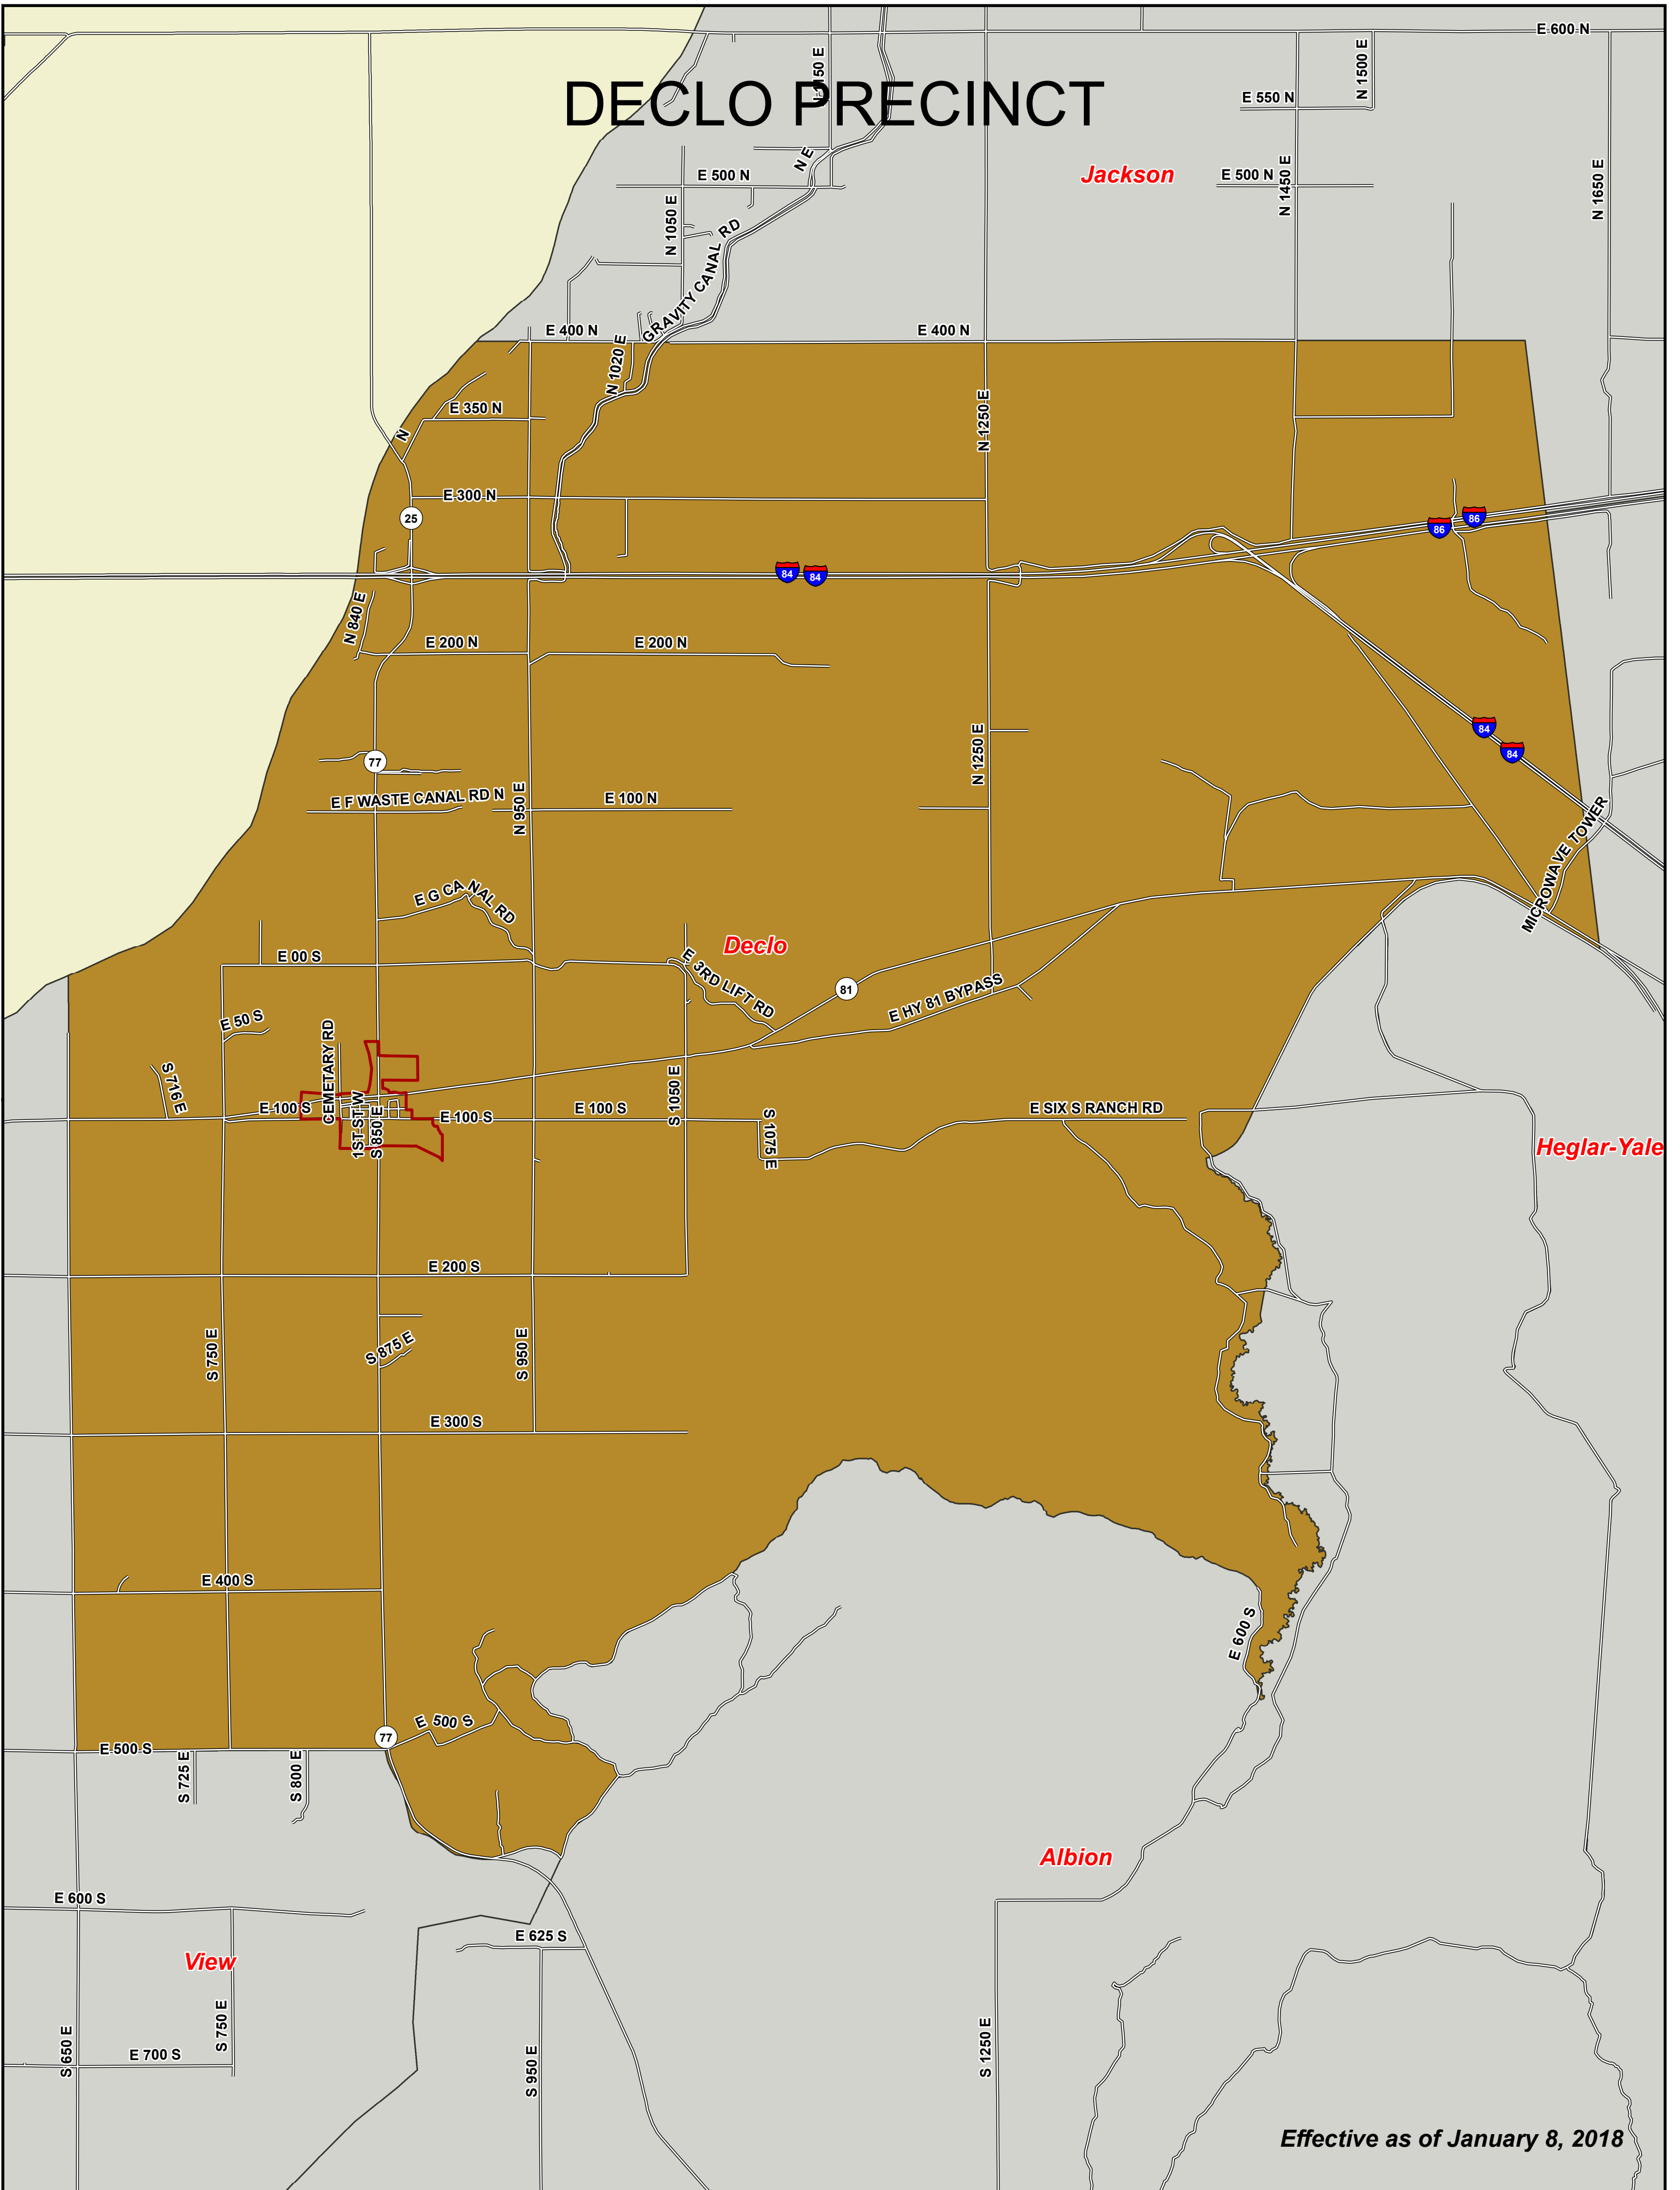 E 600 N
N 1150 E
N 1500 E
DECLO PRECINCT
E 550 N
N E
Jackson
E 500 N
E 500 N
N 1450 E
N 1650 E
N 1050 E
GRAVITY CANAL RD
E 400 N
E 400 N
N 1020 E
E 350 N
N 1250 E
N
E 300 N
25
86
86
84
84
N 840 E
E 200 N
E 200 N
84
84
77
N 1250 E
E F WASTE CANAL RD N
N 950 E
E 100 N
MICROWAVE TOWER
E G CANAL RD
Declo
E 00 S
E 3RD LIFT RD
81
E HY 81 BYPASS
E 50 S
CEMETARY RD
S 716 E
S 1050 E
E 100 S
1ST ST W
S 850 E
E 100 S
E 100 S
S 1075 E
E SIX S RANCH RD
Heglar-Yale
E 200 S
S 750 E
S 875 E
S 950 E
E 300 S
E 400 S
E 600 S
77
E 500 S
E 500 S
S 725 E
S 800 E
Albion
E 600 S
E 625 S
View
S 650 E
S 750 E
E 700 S
S 950 E
S 1250 E
Effective as of January 8, 2018